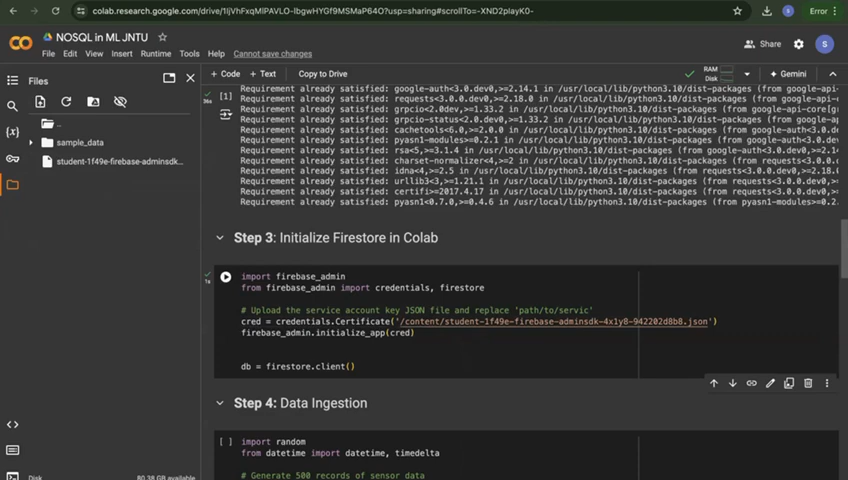 colab.research.google.com/drive/1ljVhFxqMlPAVLO-lbgwHYGf9MSMaP64O?usp=sharing#scrollTo=-XND2playK0-
Error
NOSQL in ML JNTU
S
Share
File Edit View Insert Runtime Tools Help Cannot save changes
Files
+ Code + Text Copy to Drive
RAM
Disk
Gemini
..
sample_data
student-1f49e-firebase-adminsdk...
{x}
[1]
36s
Requirement already satisfied: google-auth<3.0.dev0,>=2.14.1 in /usr/local/lib/python3.10/dist-packages (from google-api-
Requirement already satisfied: requests<3.0.0.dev0,>=2.18.0 in /usr/local/lib/python3.10/dist-packages (from google-api-c
Requirement already satisfied: grpcio<2.0dev,>=1.33.2 in /usr/local/lib/python3.10/dist-packages (from google-api-core[g
Requirement already satisfied: grpcio-status<2.0.dev0,>=1.33.2 in /usr/local/lib/python3.10/dist-packages (from google-ap
Requirement already satisfied: cachetools<6.0,>=2.0.0 in /usr/local/lib/python3.10/dist-packages (from google-auth<3.0.de
Requirement already satisfied: pyasn1-modules>=0.2.1 in /usr/local/lib/python3.10/dist-packages (from google-auth<3.0.dev
Requirement already satisfied: rsa<5,>=3.1.4 in /usr/local/lib/python3.10/dist-packages (from google-auth<3.0.dev0,>=2.14
Requirement already satisfied: charset-normalizer<4,>=2 in /usr/local/lib/python3.10/dist-packages (from requests<3.0.0.d
Requirement already satisfied: idna<4,>=2.5 in /usr/local/lib/python3.10/dist-packages (from requests<3.0.0.dev0,>=2.18.0
Requirement already satisfied: urllib3<3,>=1.21.1 in /usr/local/lib/python3.10/dist-packages (from requests<3.0.0.dev0,>=
Requirement already satisfied: certifi>=2017.4.17 in /usr/local/lib/python3.10/dist-packages (from requests<3.0.0.dev0,>=
Requirement already satisfied: pyasn1<0.7.0,>=0.4.6 in /usr/local/lib/python3.10/dist-packages (from pyasn1-modules>=0.2.
Step 3: Initialize Firestore in Colab
1s
import firebase_admin
from firebase_admin import credentials, firestore
# Upload the service account key JSON file and replace 'path/to/servic'
cred = credentials.Certificate('/content/student-1f49e-firebase-adminsdk-4x1y8-942202d8b8.json')
firebase_admin.initialize_app(cred)
db = firestore.client()
Step 4: Data Ingestion
[ ]
import random
from datetime import datetime, timedelta
# Generate 500 records of sensor data
Disk 80.38 GB available